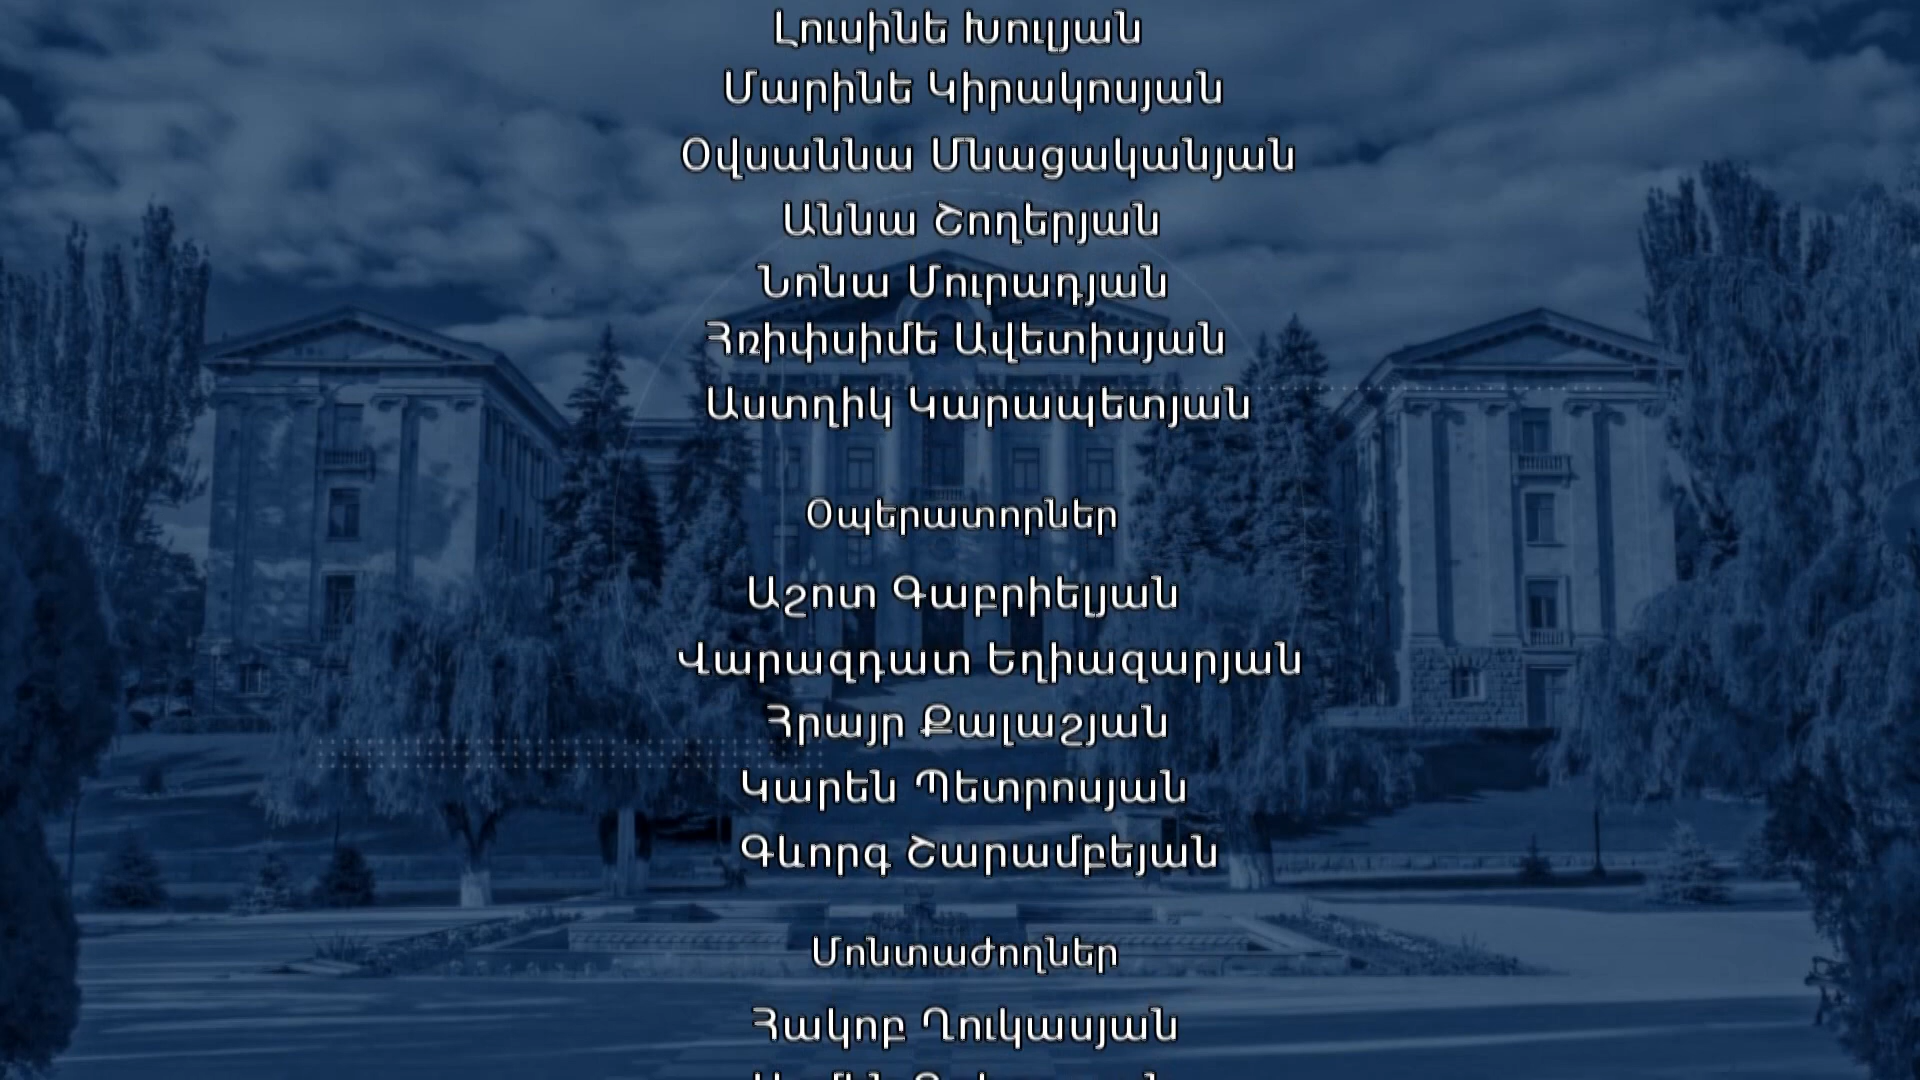 Լուսինե Խուլյան
Մարինե Կիրակոսյան
Օվսաննա Մնացականյան
Աննա Շողերյան
Նոնա Մուրադյան
Հռիփսիմե Ավետիսյան
Աստղիկ Կարապետյան
Օպերատորներ
Աշոտ Գաբրիելյան
Վարազդատ Եղիազարյան
Հրայր Քալաշյան
Կարեն Պետրոսյան
Գևորգ Շարամբեյան
Մոնտաժողներ
Հակոբ Ղուկասյան